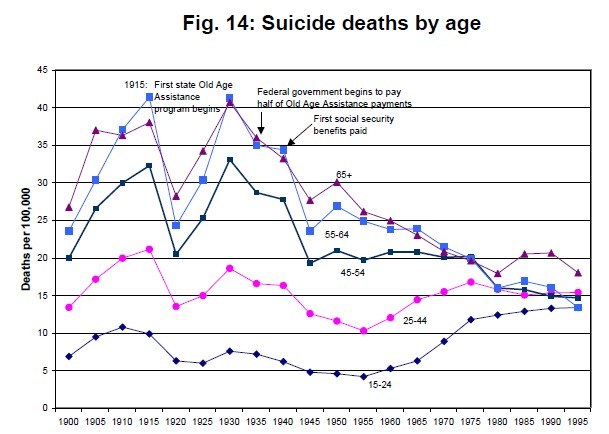 Fig. 14: Suicide deaths by age
45
40
35
30
25
20
15
10
5
0
Deaths per 100,000
1915: First state Old Age
Assistance
program begins
Federal government begins to pay
half of Old Age Assistance payments
First social security
benefits paid
65+
55-64
45-54
25-44
15-24
1900 1905 1910 1915 1920 1925 1930 1935 1940 1945 1950 1955 1960 1965 1970 1975 1980 1985 1990 1995